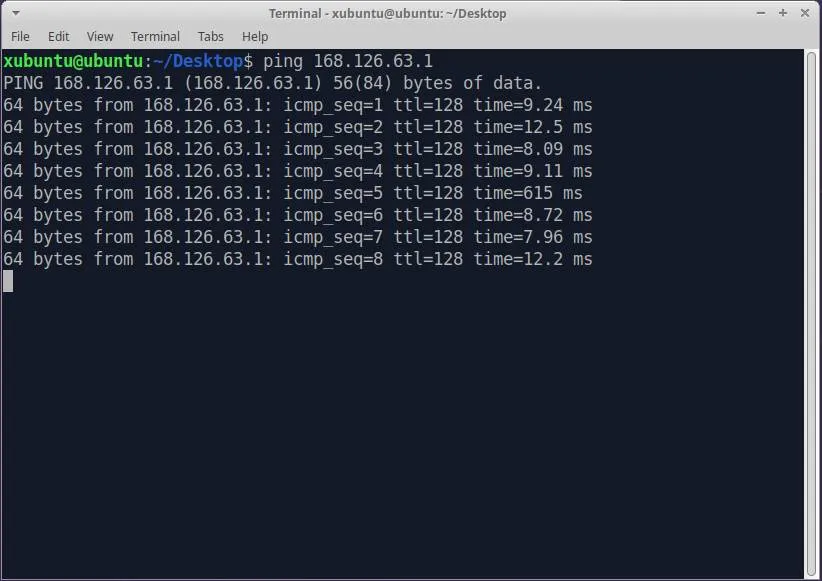 Terminal - xubuntu@ubuntu: ~/Desktop
File Edit View Terminal Tabs Help
xubuntu@ubuntu:~/Desktop$ ping 168.126.63.1
PING 168.126.63.1 (168.126.63.1) 56(84) bytes of data.
64 bytes from 168.126.63.1: icmp_seq=1 ttl=128 time=9.24 ms
64 bytes from 168.126.63.1: icmp_seq=2 ttl=128 time=12.5 ms
64 bytes from 168.126.63.1: icmp_seq=3 ttl=128 time=8.09 ms
64 bytes from 168.126.63.1: icmp_seq=4 ttl=128 time=9.11 ms
64 bytes from 168.126.63.1: icmp_seq=5 ttl=128 time=615 ms
64 bytes from 168.126.63.1: icmp_seq=6 ttl=128 time=8.72 ms
64 bytes from 168.126.63.1: icmp_seq=7 ttl=128 time=7.96 ms
64 bytes from 168.126.63.1: icmp_seq=8 ttl=128 time=12.2 ms